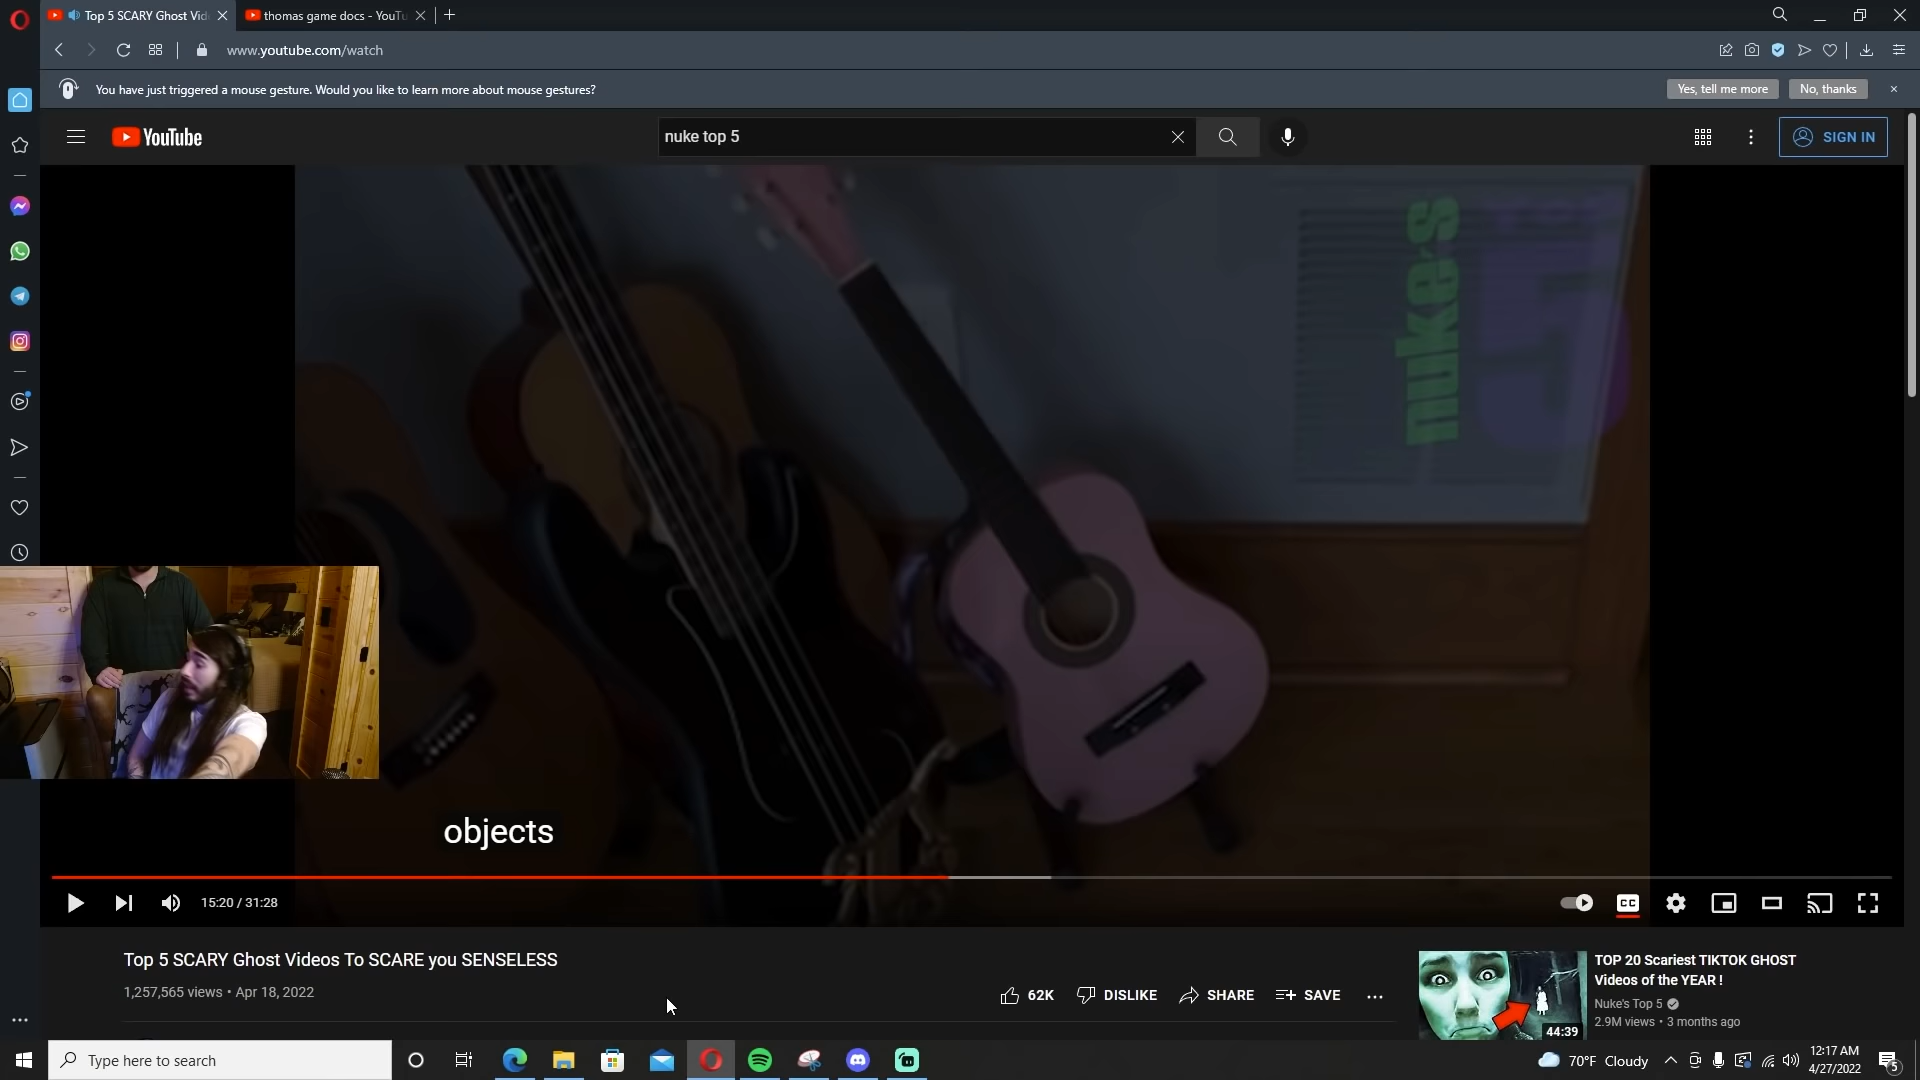 Top 5 SCARY Ghost Vid
thomas game docs - YouTu
www.youtube.com/watch
You have just triggered a mouse gesture. Would you like to learn more about mouse gestures?
Yes, tell me more
No, thanks
YouTube
nuke top 5
SIGN IN
nuke's
objects
15:20 / 31:28
CC
Top 5 SCARY Ghost Videos To SCARE you SENSELESS
1,257,565 views • Apr 18, 2022
62K
DISLIKE
SHARE
SAVE
TOP 20 Scariest TIKTOK GHOST
Videos of the YEAR !
Nuke's Top 5
2.9M views • 3 months ago
44:39
Type here to search
70°F Cloudy
12:17 AM
4/27/2022
5